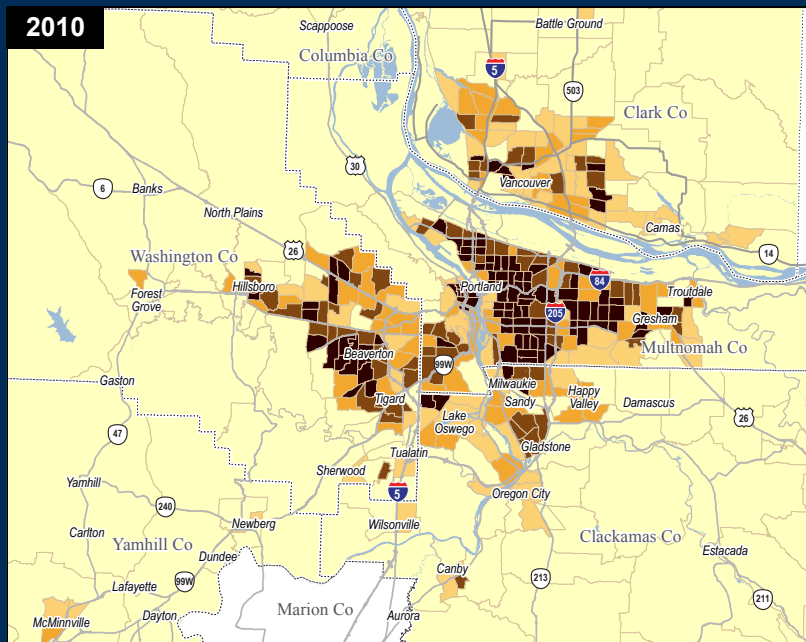 2010
Scappoose
Battle Ground
Columbia Co
5
503
Clark Co
30
Vancouver
6
Banks
North Plains
Camas
26
14
Washington Co
Hillsboro
Portland
84
Troutdale
Forest
Grove
205
Gresham
Beaverton
Multnomah Co
99W
Milwaukie
Gaston
Tigard
Sandy
Happy
Valley
Damascus
26
Lake
Oswego
47
Gladstone
Tualatin
Sherwood
Yamhill
5
Oregon City
240
Newberg
Wilsonville
Carlton
Clackamas Co
Yamhill Co
Dundee
Estacada
Canby
Lafayette
99W
213
211
McMinnville
Dayton
Marion Co
Aurora